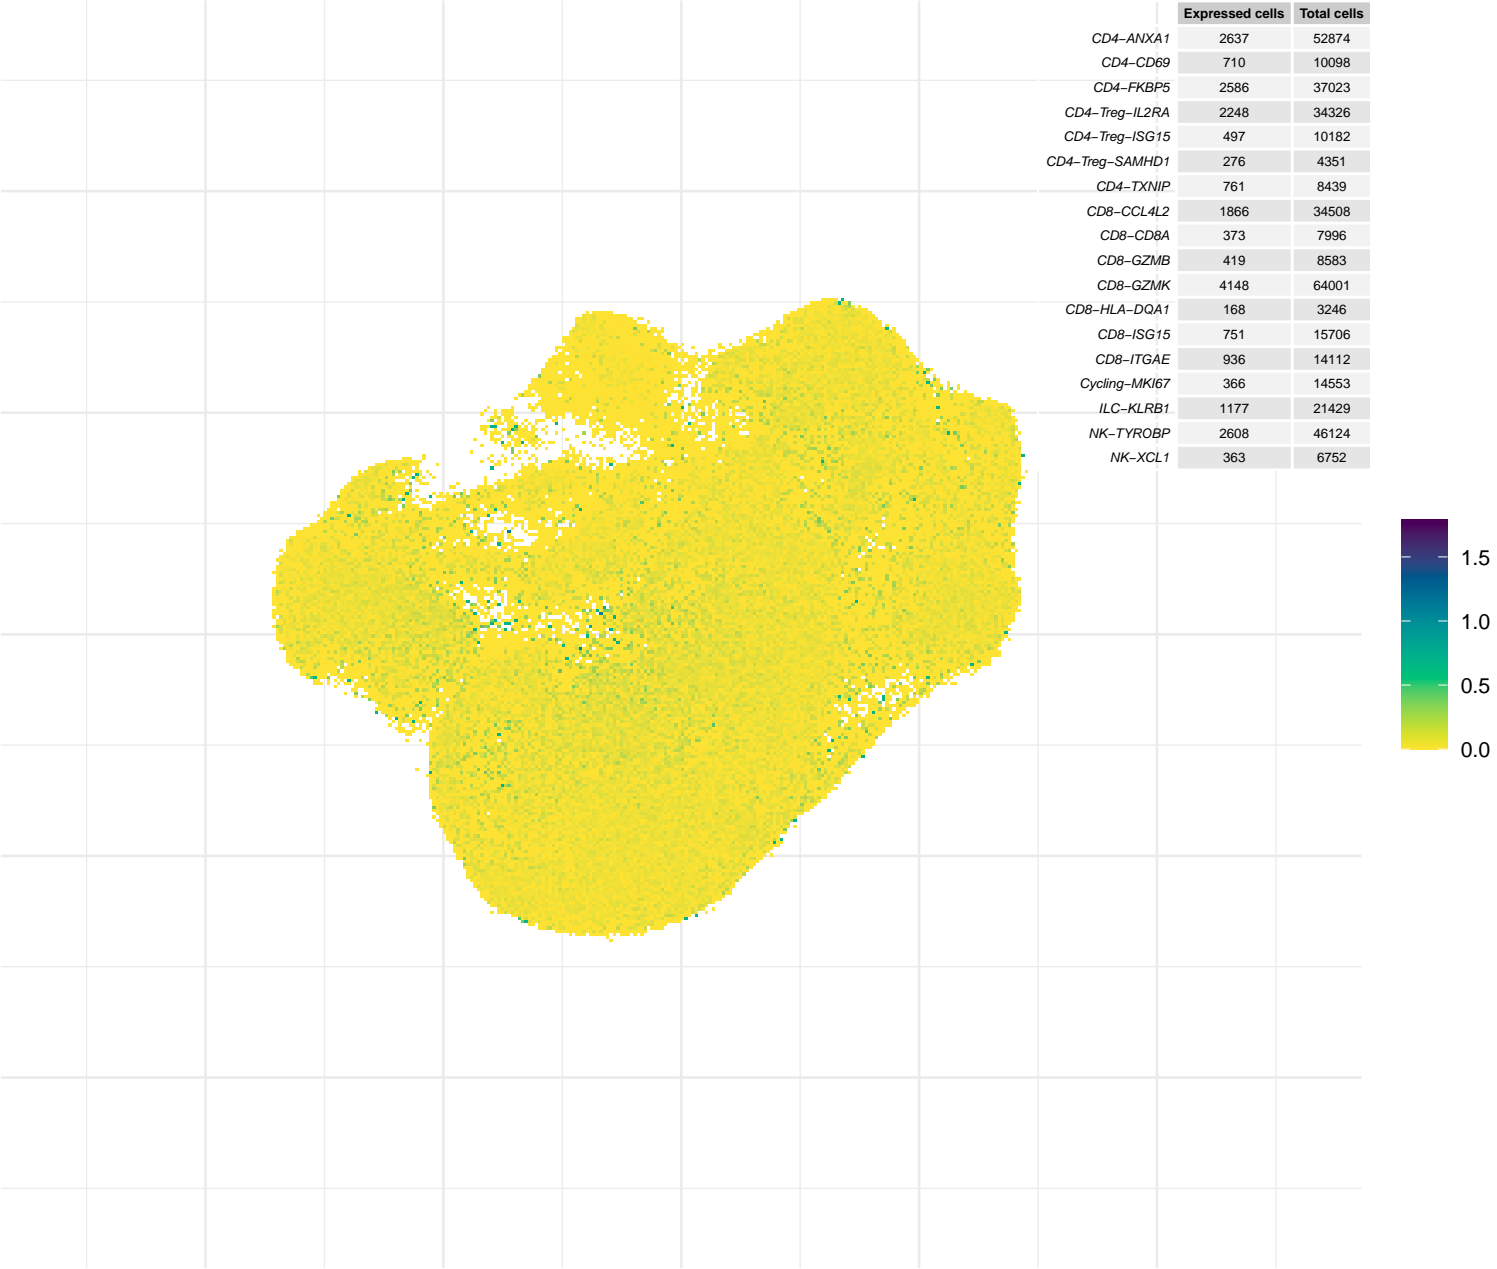 Expressed cells Total cells
CD4−ANXA1 2637 52874
CD4−CD69 710 10098
CD4−FKBP5 2586 37023
CD4−Treg−IL2RA 2248 34326
CD4−Treg−ISG15 497 10182
CD4−Treg−SAMHD1 276 4351
CD4−TXNIP 761 8439
CD8−CCL4L2 1866 34508
CD8−CD8A 373 7996
CD8−GZMB 419 8583
CD8−GZMK 4148 64001
CD8−HLA−DQA1 168 3246
CD8−ISG15 751 15706
CD8−ITGAE 936 14112
Cycling−MKI67 366 14553
ILC−KLRB1 1177 21429
NK−TYROBP 2608 46124
NK−XCL1 363 6752
1.5
1.0
0.5
0.0